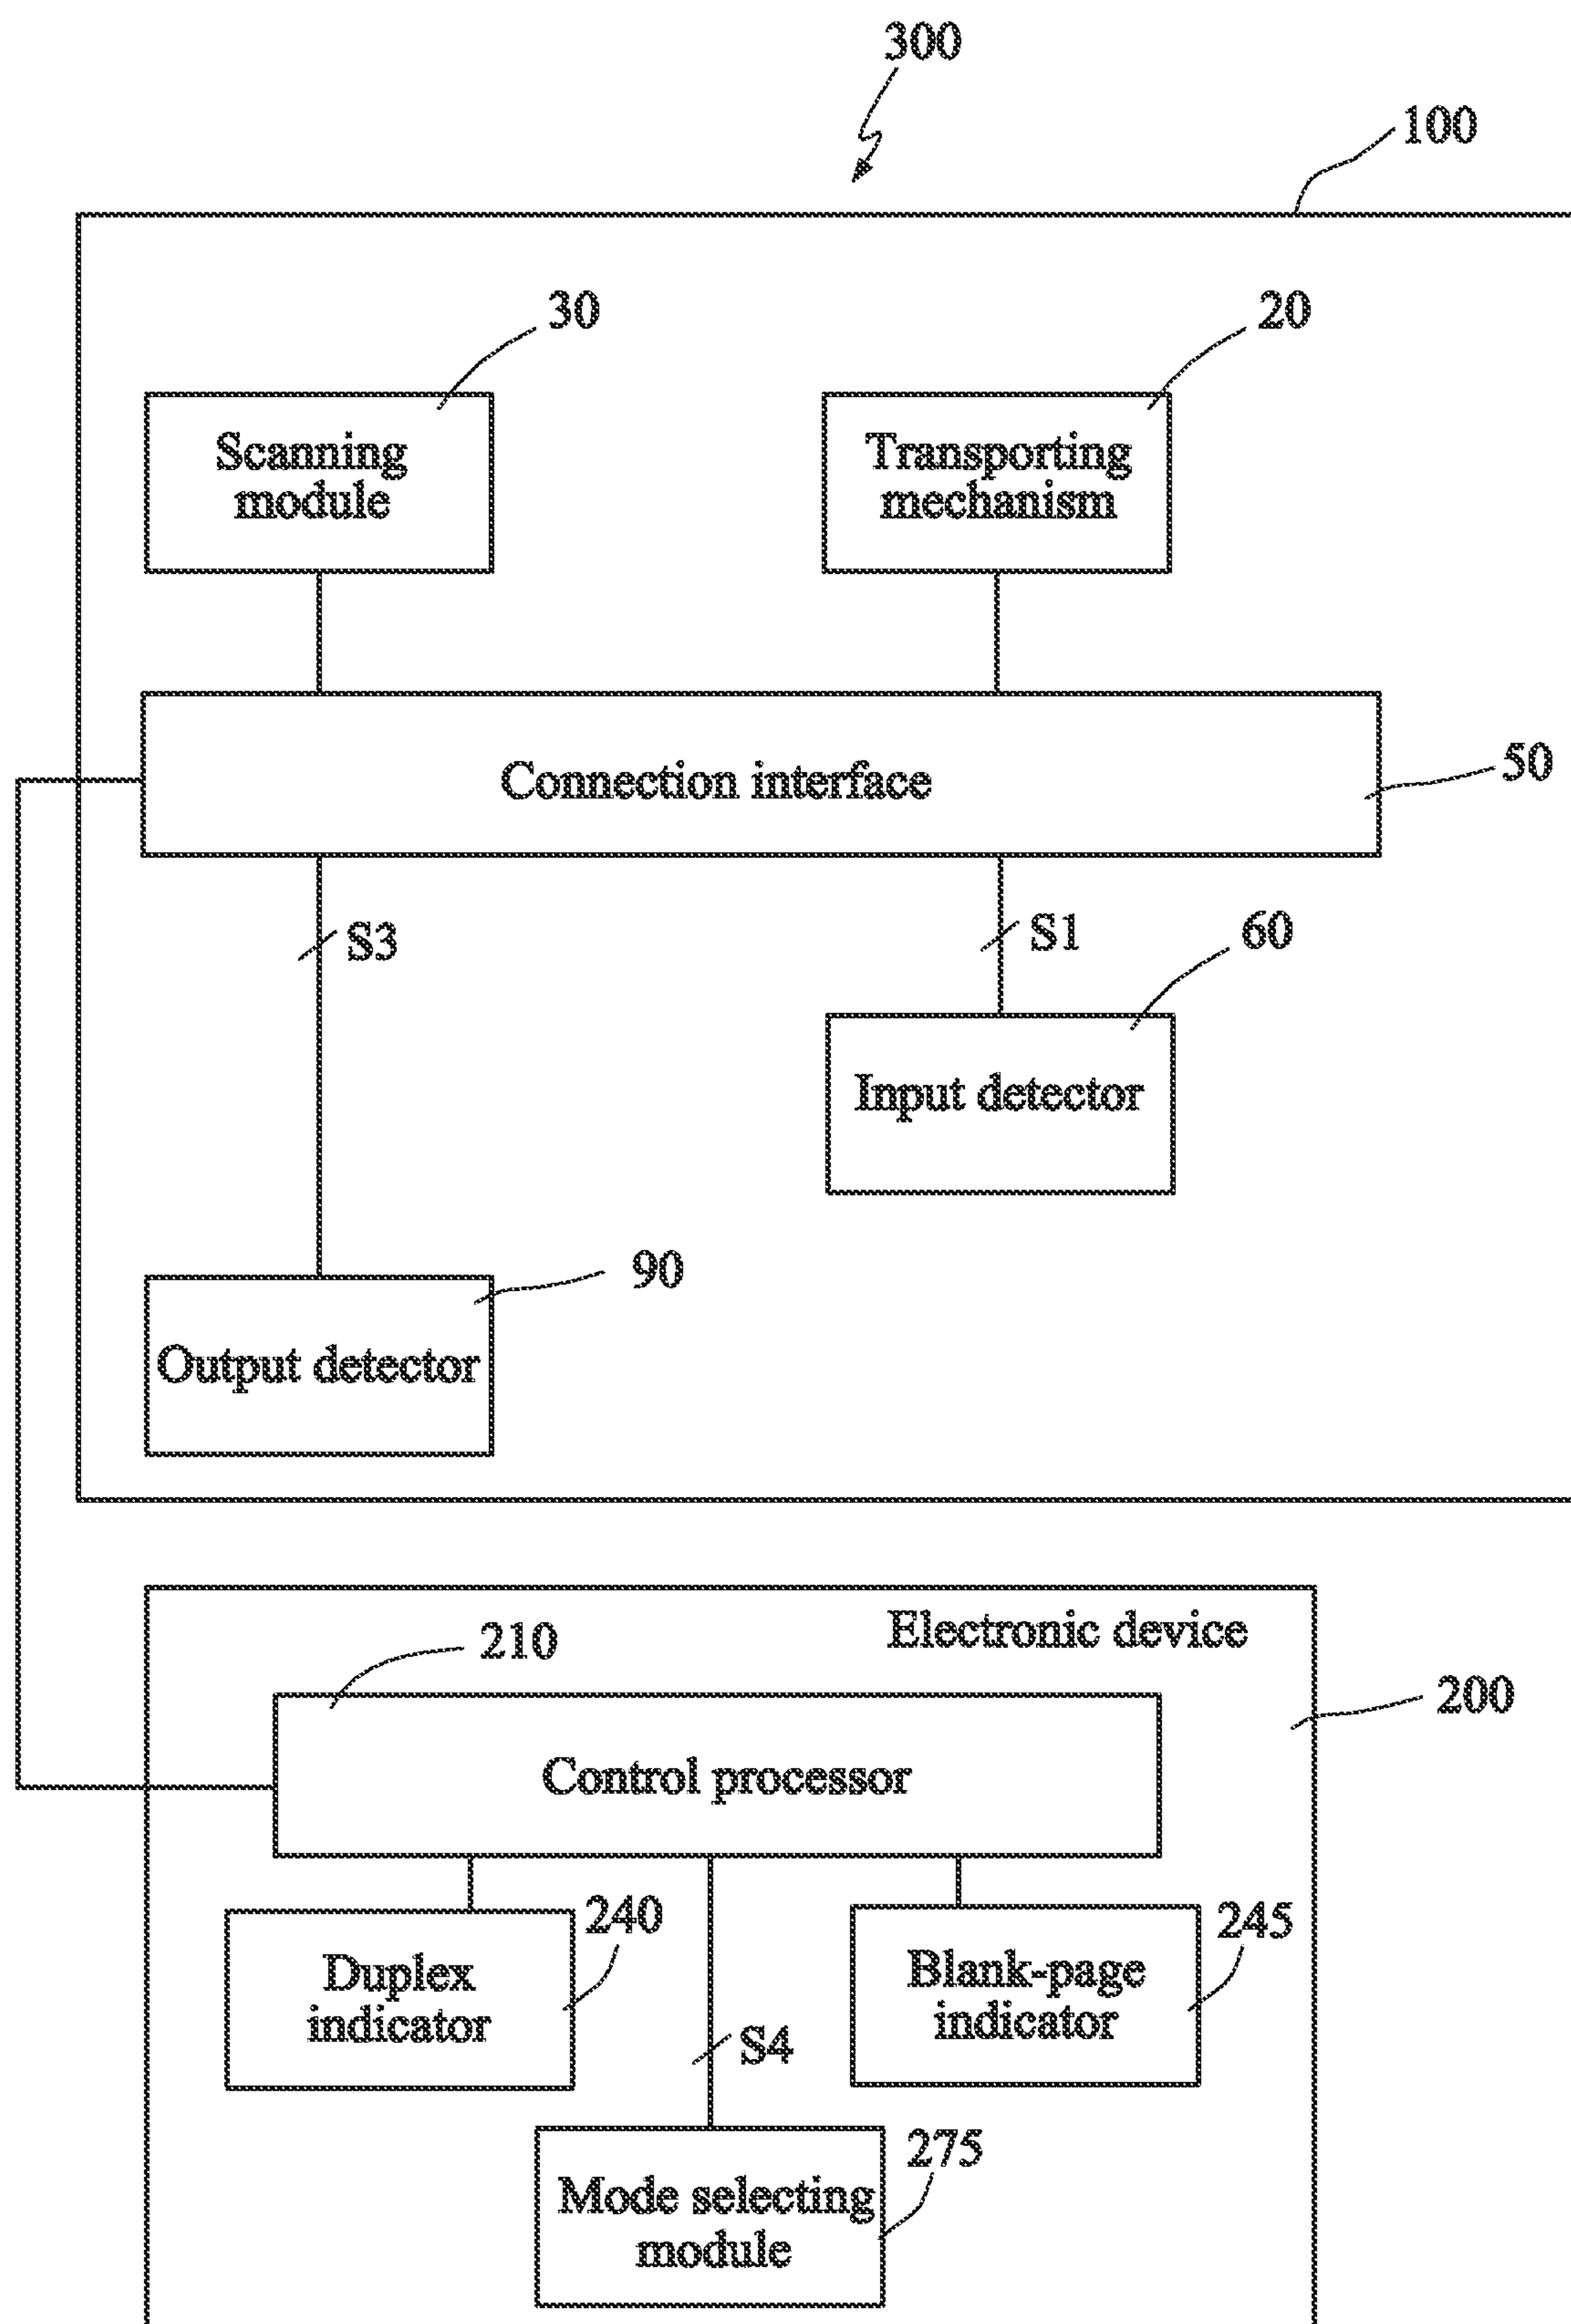 300
100
30
20
Scanning
module
Transporting
mechanism
Connection interface
50
S3
S1
60
Input detector
90
Output detector
Electronic device
210
200
Control processor
240
245
Duplex
indicator
Blank-page
indicator
S4
275
Mode selecting
module